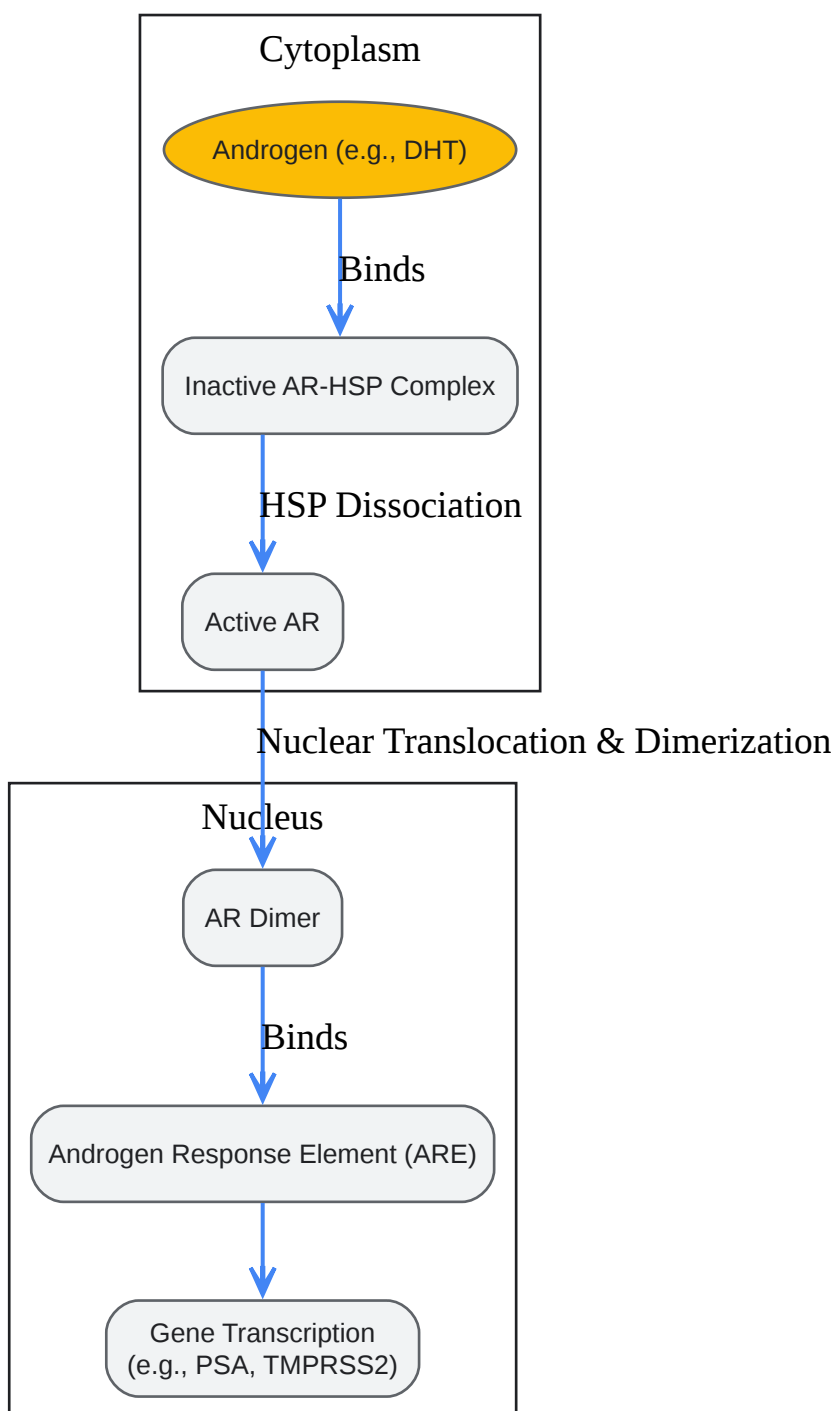 Cytoplasm
Androgen (e.g., DHT)
Binds
Inactive AR-HSP Complex
HSP Dissociation
Active AR
Nuclear Translocation & Dimerization
Nucleus
AR Dimer
Binds
Androgen Response Element (ARE)
Gene Transcription
(e.g., PSA, TMPRSS2)